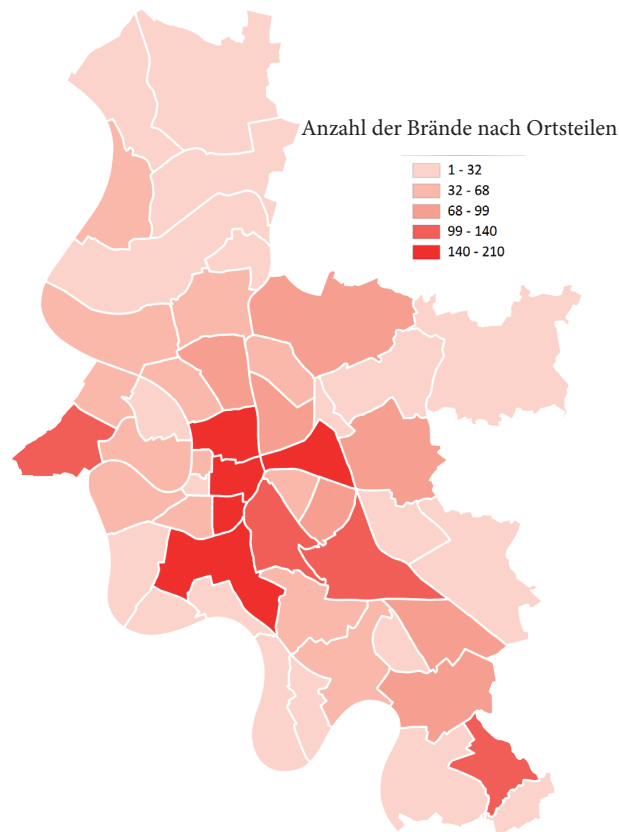 Anzahl der Brände nach Ortsteilen
1 - 32
32 - 68
68 - 99
99 - 140
140 - 210